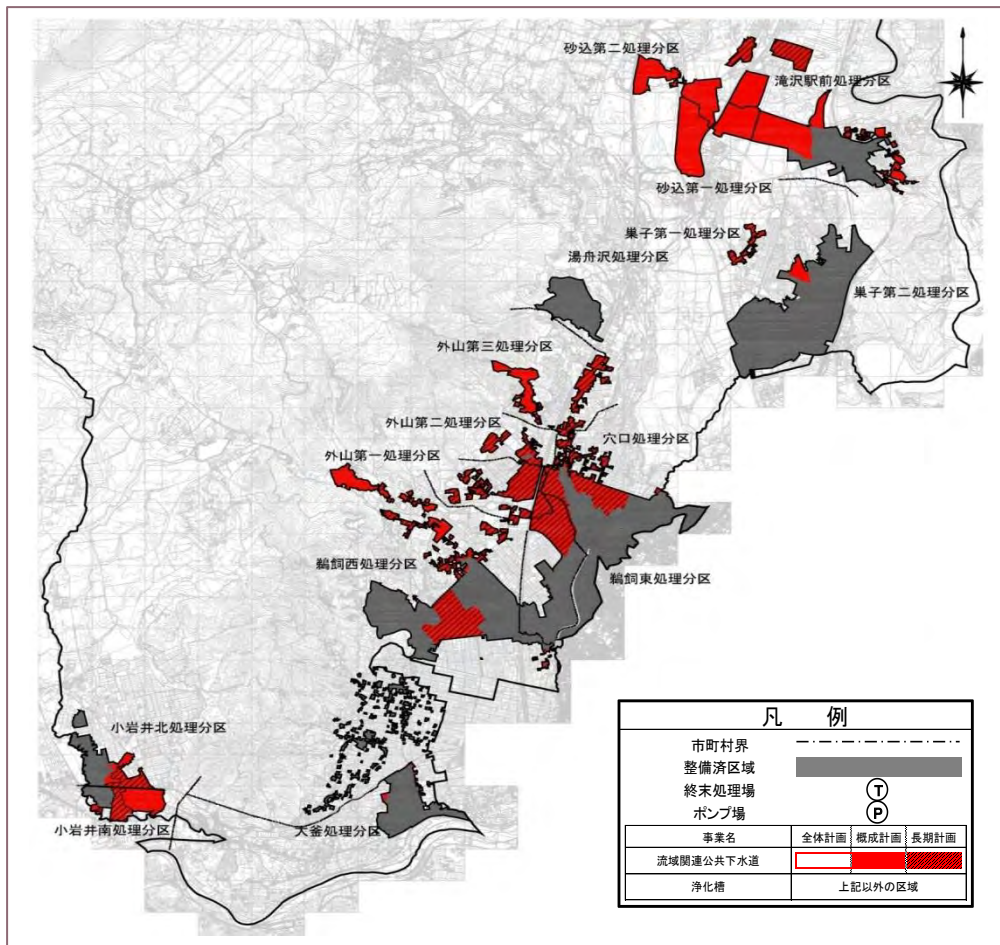 砂込第二処理分区
滝沢駅前処理分区
砂込第一処理分区
巣子第一処理分区
湯舟沢処理分区
巣子第二処理分区
外山第三処理分区
外山第二処理分区
穴口処理分区
外山第一処理分区
鵜飼西処理分区
鵜飼東処理分区
小岩井北処理分区
小岩井南処理分区
大釜処理分区
凡 例
市町村界
整備済区域
終末処理場 T
ポンプ場 P
事業名 全体計画 概成計画 長期計画
流域関連公共下水道
浄化槽 上記以外の区域